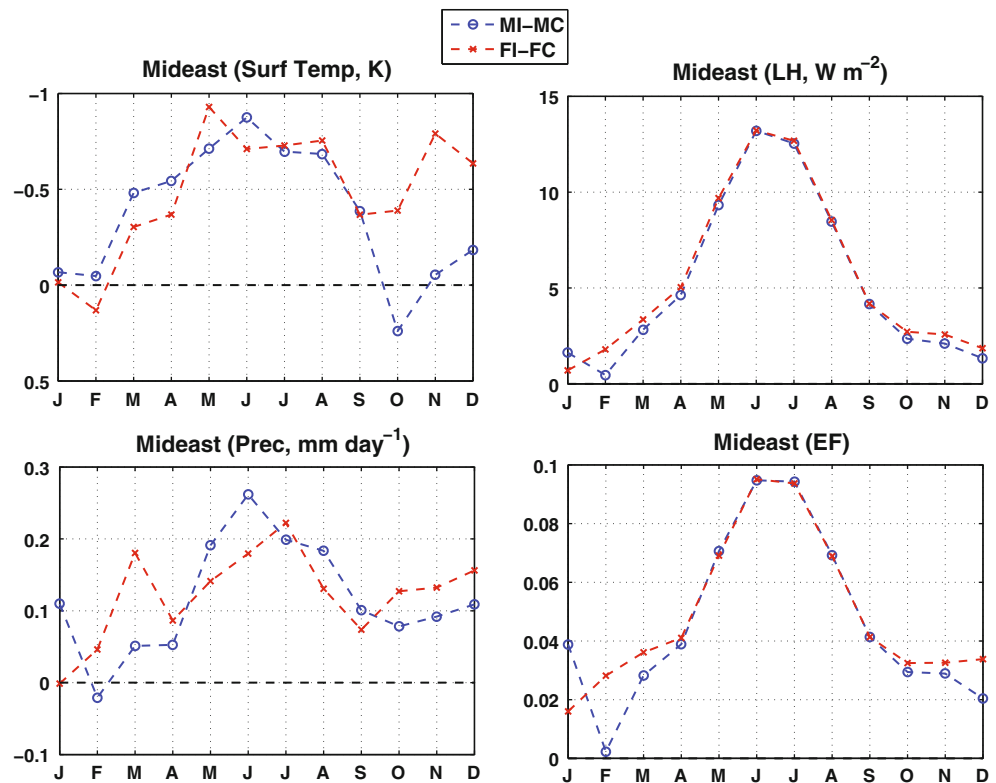 MI−MC
FI−FC
Mideast (Surf Temp, K)
−1
−0.5
0
0.5
J F M A M J J A S O N D
Mideast (LH, W m−2)
15
10
5
0
J F M A M J J A S O N D
Mideast (Prec, mm day−1)
0.3
0.2
0.1
0
−0.1
J F M A M J J A S O N D
Mideast (EF)
0.1
0.08
0.06
0.04
0.02
0
J F M A M J J A S O N D